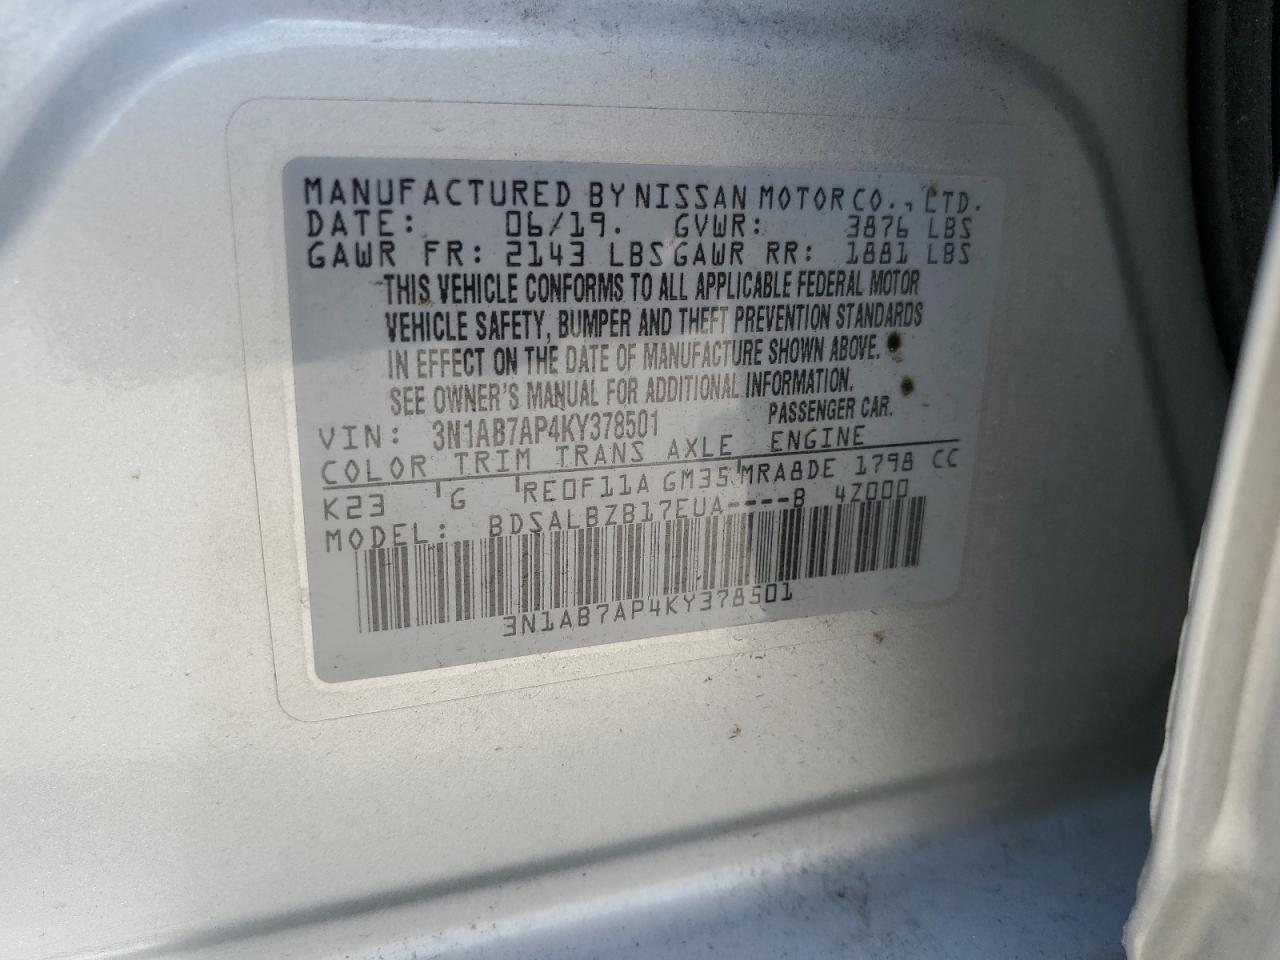 MANUFACTURED BY NISSAN MOTOR CO., LTD.
DATE: 06/19. GVWR: 3876 LBS
GAWR FR: 2143 LBS GAWR RR: 1881 LBS
THIS VEHICLE CONFORMS TO ALL APPLICABLE FEDERAL MOTOR
VEHICLE SAFETY, BUMPER AND THEFT PREVENTION STANDARDS
IN EFFECT ON THE DATE OF MANUFACTURE SHOWN ABOVE.
SEE OWNER'S MANUAL FOR ADDITIONAL INFORMATION.
VIN: 3N1AB7AP4KY378501 PASSENGER CAR.
COLOR TRIM TRANS AXLE ENGINE
K23 G RE0F11A GM35 MRA8DE 1798 CC
MODEL: BDSALBZB17EUA----B 4Z000
3N1AB7AP4KY378501